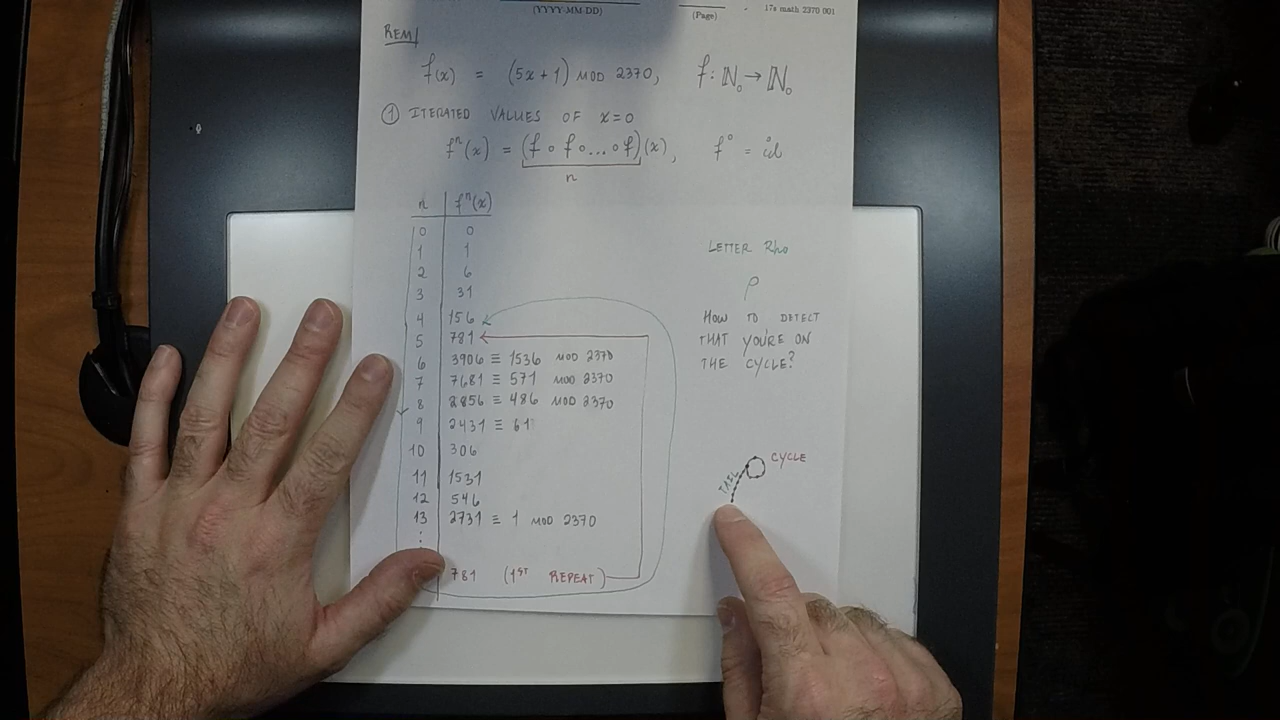 (YYYY-MM-DD)
(Page)
17s math 2370 001
REM
f(x) = (5x+1) MOD 2370, f: ℕ₀ → ℕ₀
① ITERATED VALUES OF x=0
fⁿ(x) = (f∘f∘...∘f)(x), f⁰ = id
n
n fⁿ(x)
0 0
1 1
2 6
3 31
4 156
5 781
6 3906 ≡ 1536 MOD 2370
7 7681 ≡ 571 MOD 2370
8 2856 ≡ 486 MOD 2370
9 2431 ≡ 61
10 306
11 1531
12 546
13 2731 ≡ 1 MOD 2370
⋮
781 (1ST REPEAT)
LETTER Rho
ρ
HOW TO DETECT
THAT YOU'RE ON
THE CYCLE?
CYCLE
TAIL